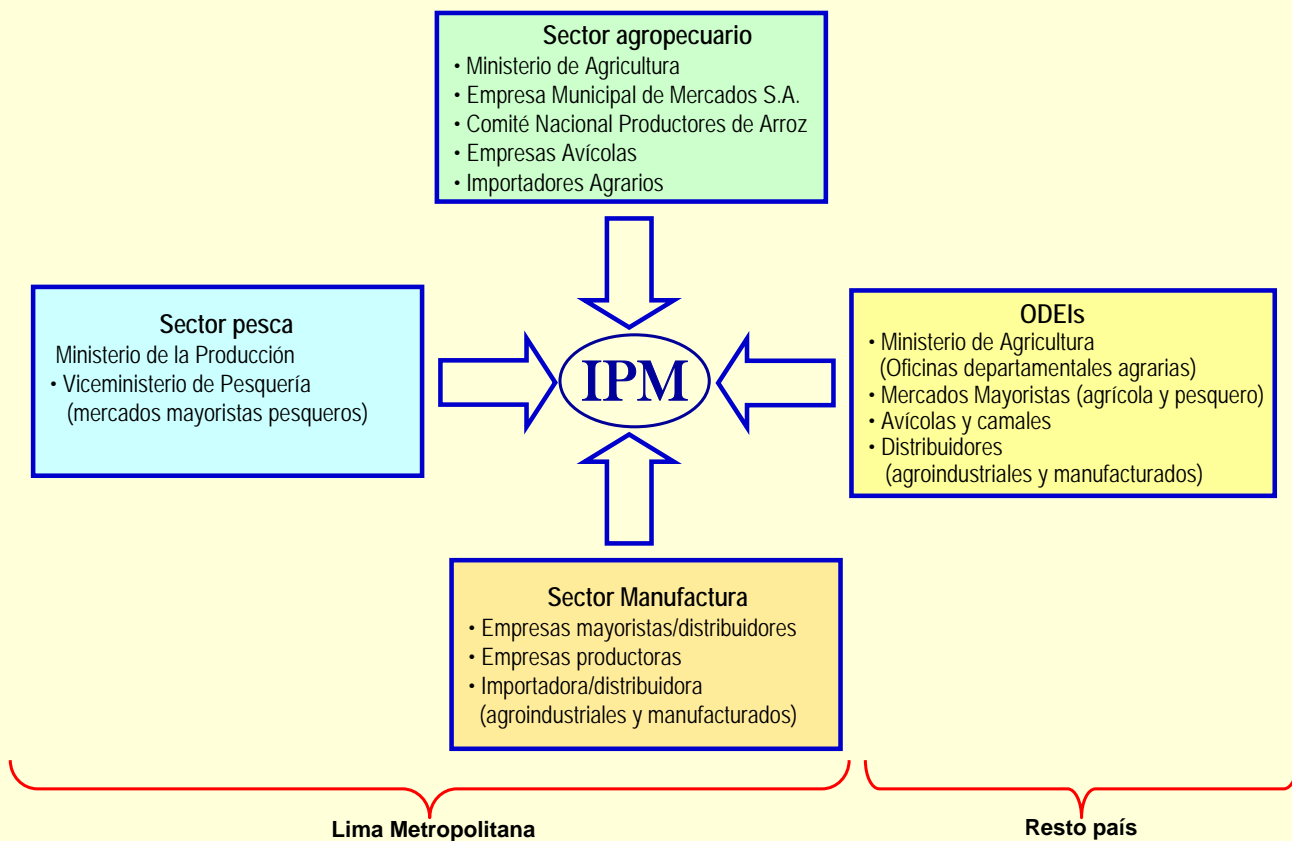 Sector agropecuario
• Ministerio de Agricultura
• Empresa Municipal de Mercados S.A.
• Comité Nacional Productores de Arroz
• Empresas Avícolas
• Importadores Agrarios
Sector pesca
Ministerio de la Producción
• Viceministerio de Pesquería
(mercados mayoristas pesqueros)
IPM
ODEIs
• Ministerio de Agricultura
(Oficinas departamentales agrarias)
• Mercados Mayoristas (agrícola y pesquero)
• Avícolas y camales
• Distribuidores
(agroindustriales y manufacturados)
Sector Manufactura
• Empresas mayoristas/distribuidores
• Empresas productoras
• Importadora/distribuidora
(agroindustriales y manufacturados)
Lima Metropolitana
Resto país